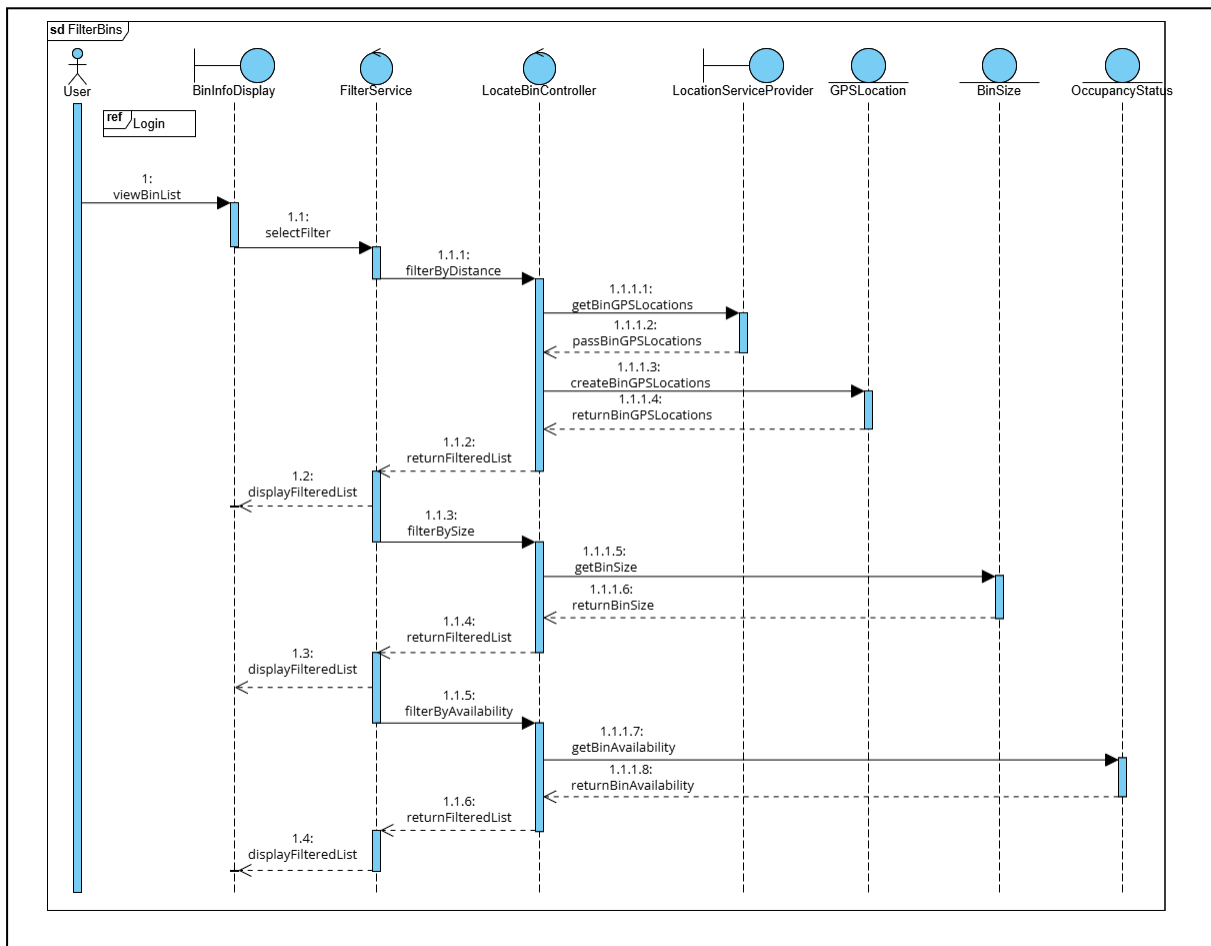 sd FilterBins
User
BinInfoDisplay
FilterService
LocateBinController
LocationServiceProvider
GPSLocation
BinSize
OccupancyStatus
ref Login
1:
viewBinList
1.1:
selectFilter
1.1.1:
filterByDistance
1.1.1.1:
getBinGPSLocations
1.1.1.2:
passBinGPSLocations
1.1.1.3:
createBinGPSLocations
1.1.1.4:
returnBinGPSLocations
1.1.2:
returnFilteredList
1.2:
displayFilteredList
1.1.3:
filterBySize
1.1.1.5:
getBinSize
1.1.1.6:
returnBinSize
1.1.4:
returnFilteredList
1.3:
displayFilteredList
1.1.5:
filterByAvailability
1.1.1.7:
getBinAvailability
1.1.1.8:
returnBinAvailability
1.1.6:
returnFilteredList
1.4:
displayFilteredList